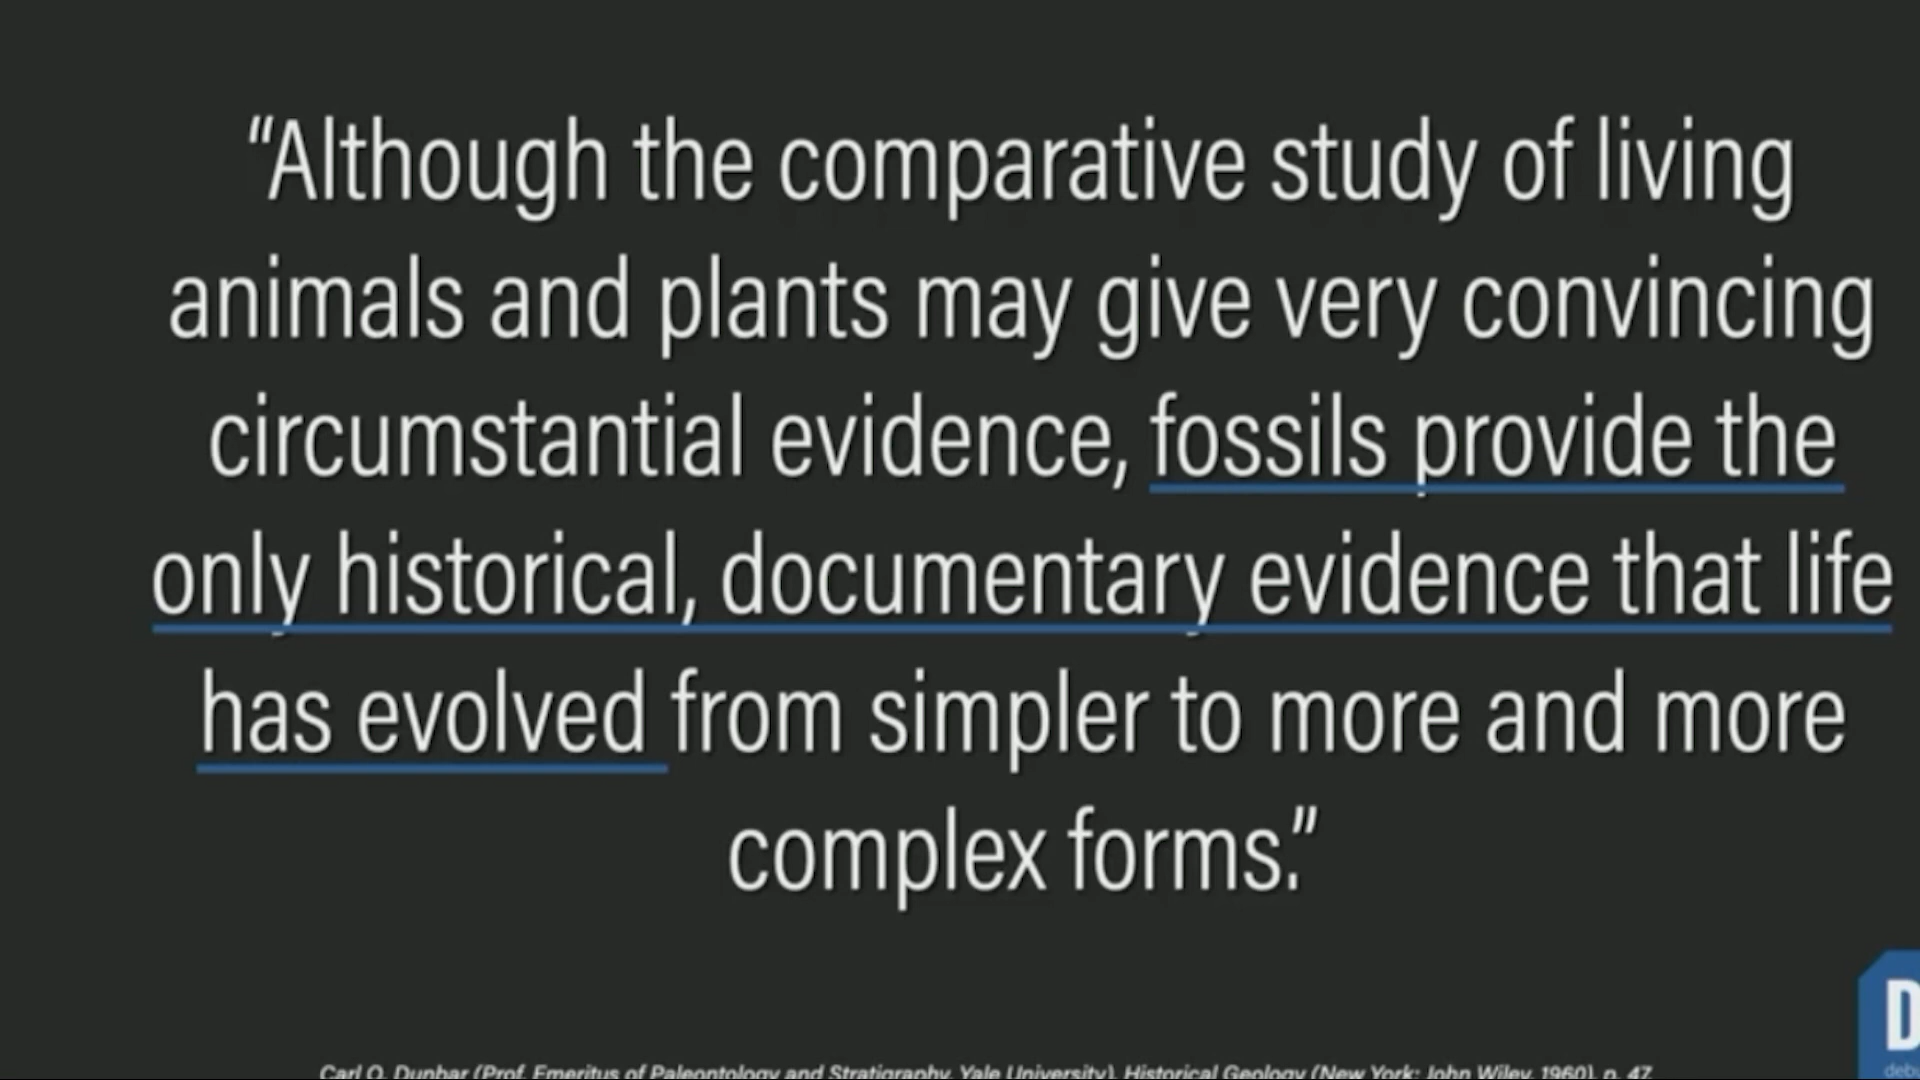 “Although the comparative study of living
animals and plants may give very convincing
circumstantial evidence, fossils provide the
only historical, documentary evidence that life
has evolved from simpler to more and more
complex forms.”
D
debu
Carl O. Dunbar (Prof. Emeritus of Paleontology and Stratigraphy, Yale University), Historical Geology (New York: John Wiley, 1960), p. 47.